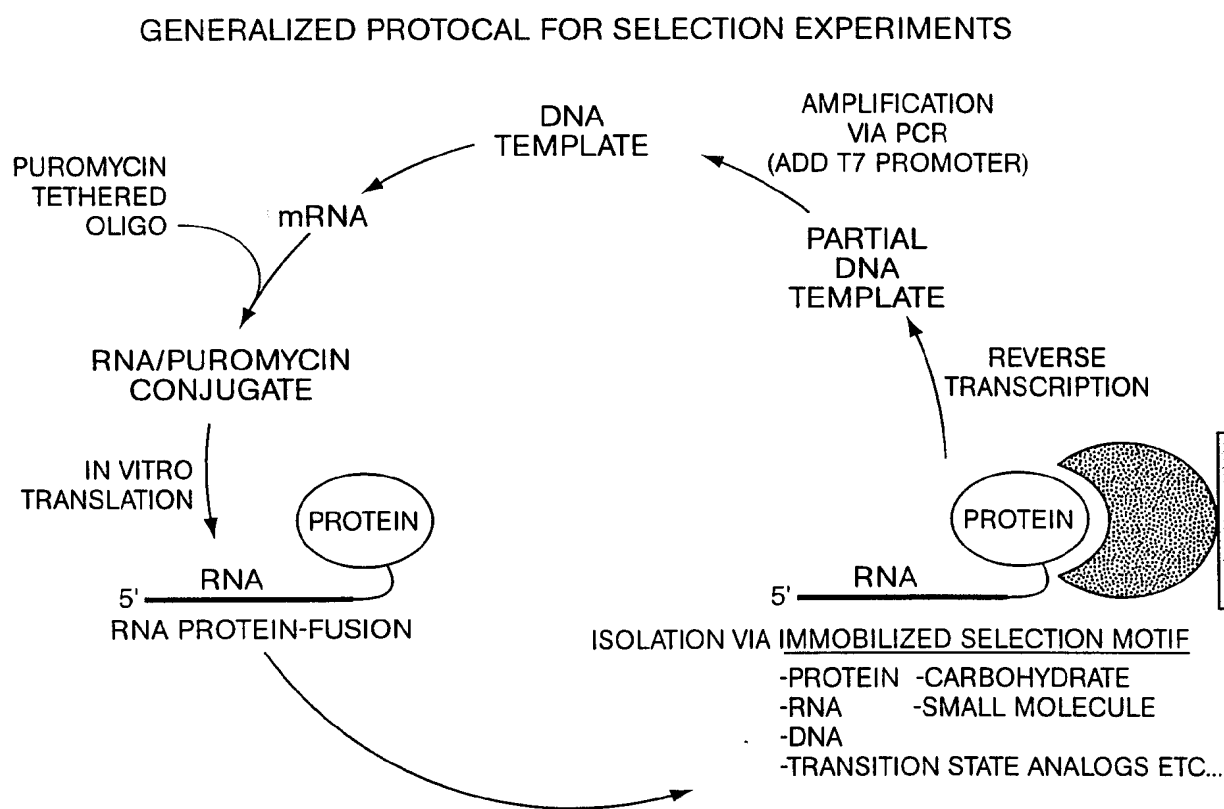 GENERALIZED PROTOCAL FOR SELECTION EXPERIMENTS
DNA
TEMPLATE
AMPLIFICATION
VIA PCR
(ADD T7 PROMOTER)
PUROMYCIN
TETHERED
OLIGO
mRNA
PARTIAL
DNA
TEMPLATE
RNA/PUROMYCIN
CONJUGATE
REVERSE
TRANSCRIPTION
IN VITRO
TRANSLATION
PROTEIN
RNA
5'
RNA PROTEIN-FUSION
PROTEIN
RNA
5'
ISOLATION VIA IMMOBILIZED SELECTION MOTIF
-PROTEIN -CARBOHYDRATE
-RNA -SMALL MOLECULE
-DNA
-TRANSITION STATE ANALOGS ETC...